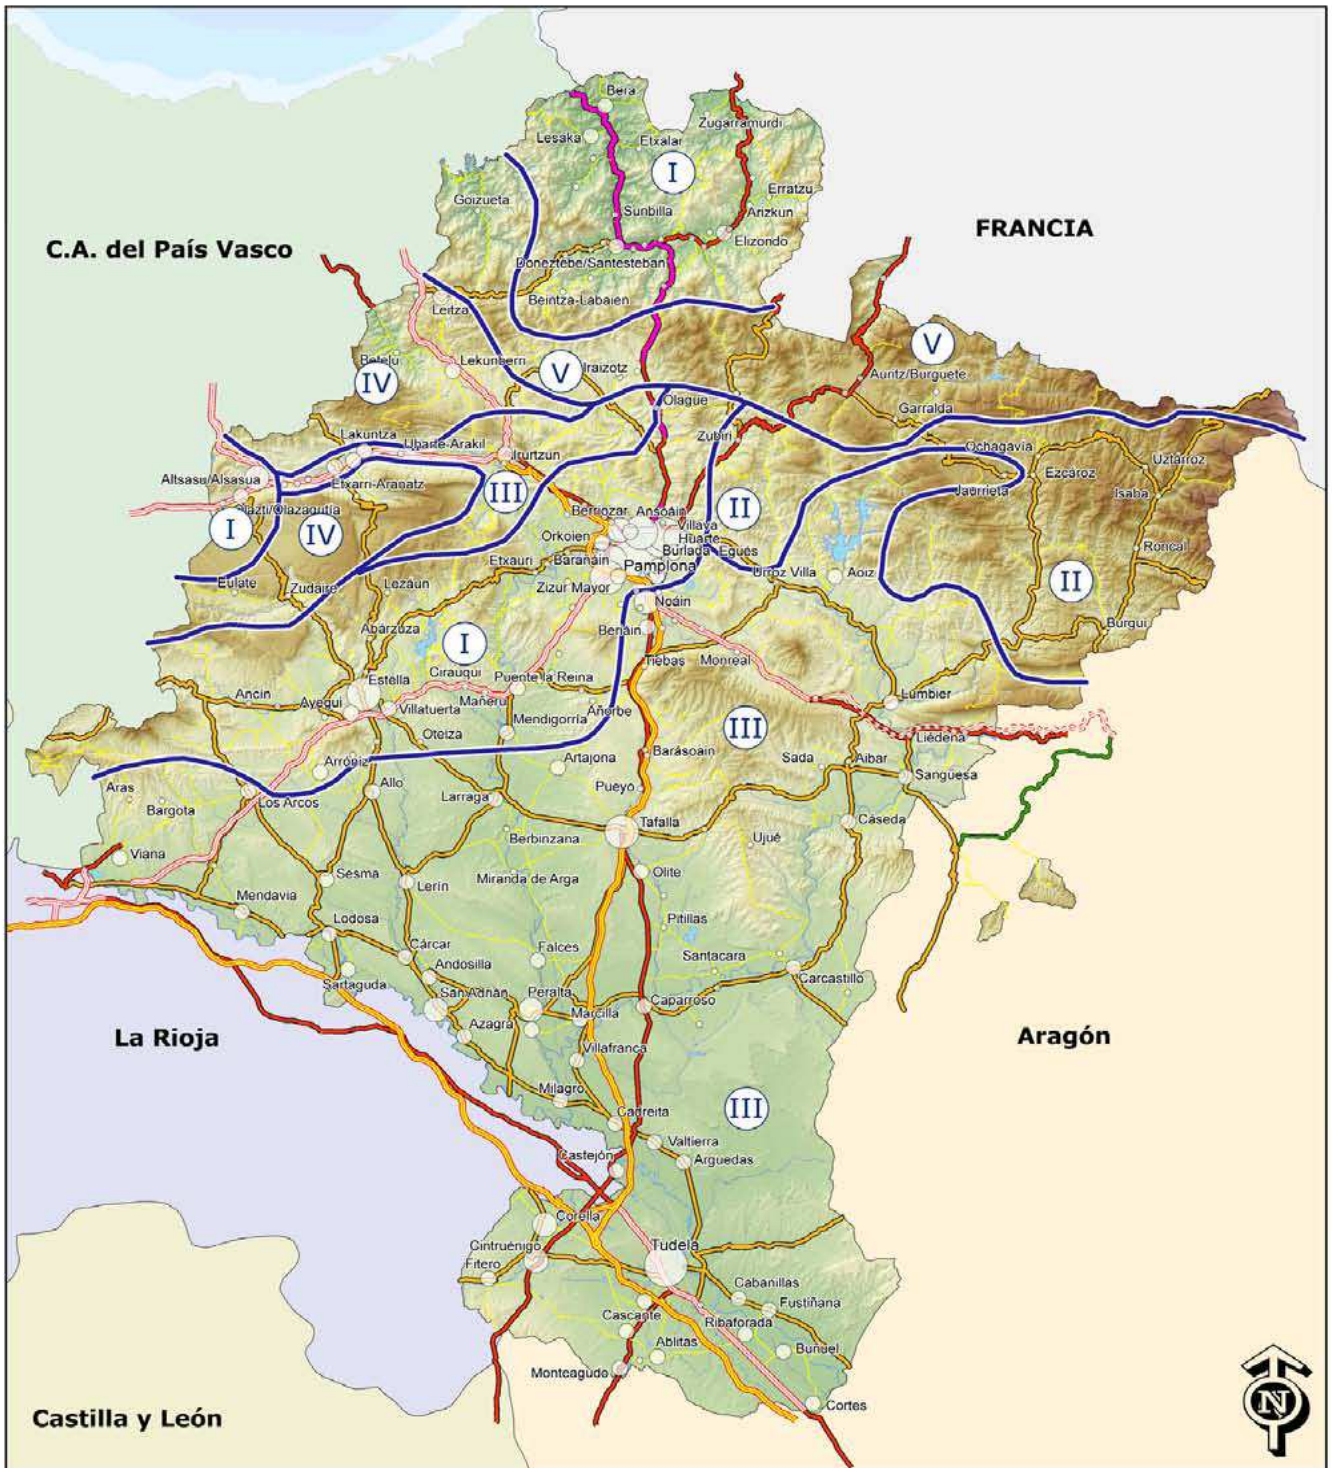 Bera
Zugarramurdi
Lesaka
Etxalar
I
Erratzu
Goizueta
Sunbilla
Arizkun
FRANCIA
C.A. del País Vasco
Elizondo
Doneztebe/Santesteban
Beintza-Labaien
Leitza
V
Betelu
Lekunberri
V
Iraizotz
IV
Auritz/Burguete
Olague
Garralda
Lakuntza
Uharte-Arakil
Zubiri
Ochagavía
Irurtzun
Uztárroz
Altsasu/Alsasua
Etxarri-Aranatz
Ezcároz
III
Jaurrieta
Isaba
Olazti/Olazagutía
Berriozar
Ansoáin
II
I
IV
Villava
Orkoien
Huarte
Burlada
Egüés
Roncal
Etxauri
Barañáin
Pamplona
Urroz Villa
Aoiz
II
Eulate
Zudaire
Lezáun
Zizur Mayor
Noáin
Abárzuza
Beriáin
Burgui
I
Tiebas
Monreal
Cirauqui
Estella
Puente la Reina
Ancín
Ayegui
Mañeru
Lumbier
Villatuerta
Añorbe
Mendigorría
III
Oteiza
Liédena
Barásoain
Arróniz
Artajona
Sada
Aibar
Sangüesa
Aras
Allo
Pueyo
Bargota
Los Arcos
Larraga
Tafalla
Cáseda
Berbinzana
Ujué
Viana
Sesma
Lerín
Miranda de Arga
Olite
Mendavia
Lodosa
Pitillas
Cárcar
Falces
Santacara
Andosilla
Carcastillo
Sartaguda
San Adrián
Peralta
Caparroso
La Rioja
Azagra
Marcilla
Aragón
Villafranca
Milagro
III
Cadreita
Valtierra
Castejón
Arguedas
Corella
Cintruénigo
Tudela
Fitero
Cabanillas
Fustiñana
Cascante
Ribaforada
Ablitas
Buñuel
Monteagudo
Cortes
Castilla y León
N